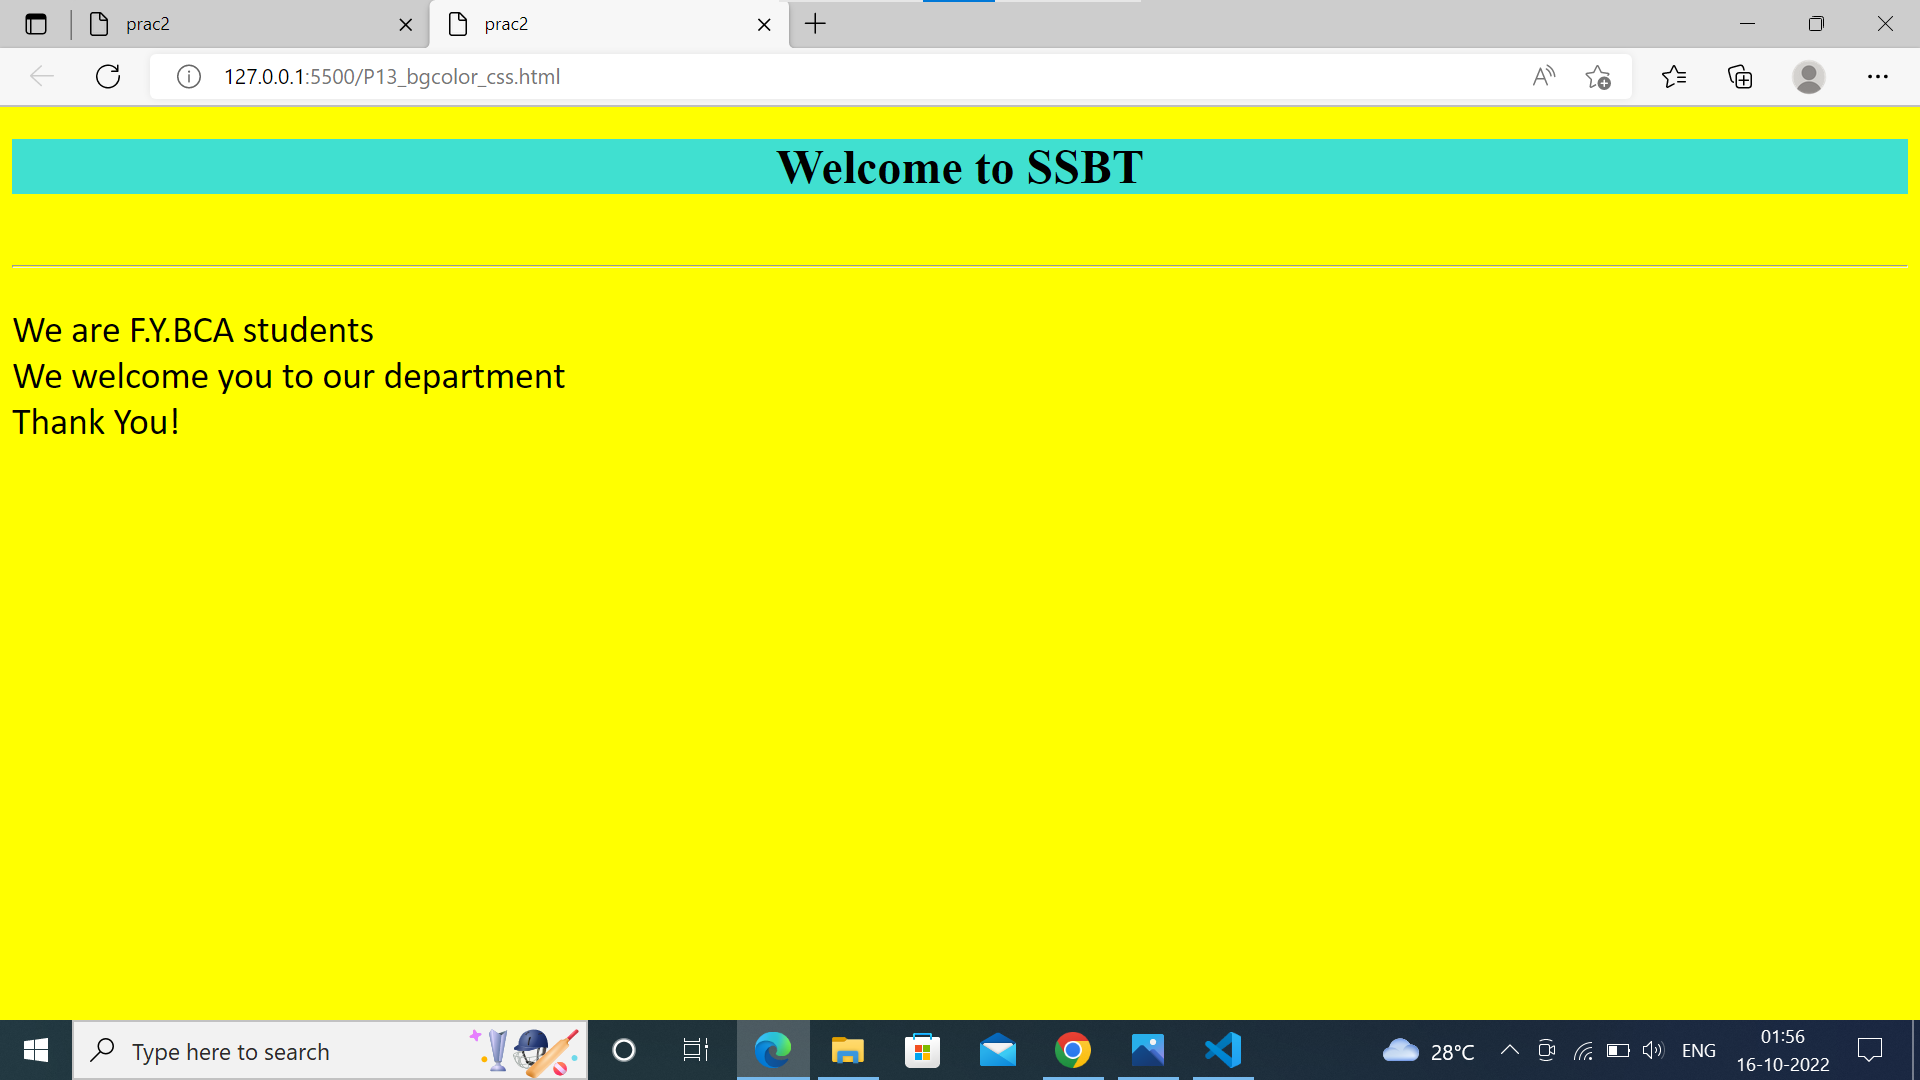 prac2
prac2
127.0.0.1:5500/P13_bgcolor_css.html
Welcome to SSBT
We are F.Y.BCA students
We welcome you to our department
Thank You!
Type here to search
28°C
ENG
01:56
16-10-2022